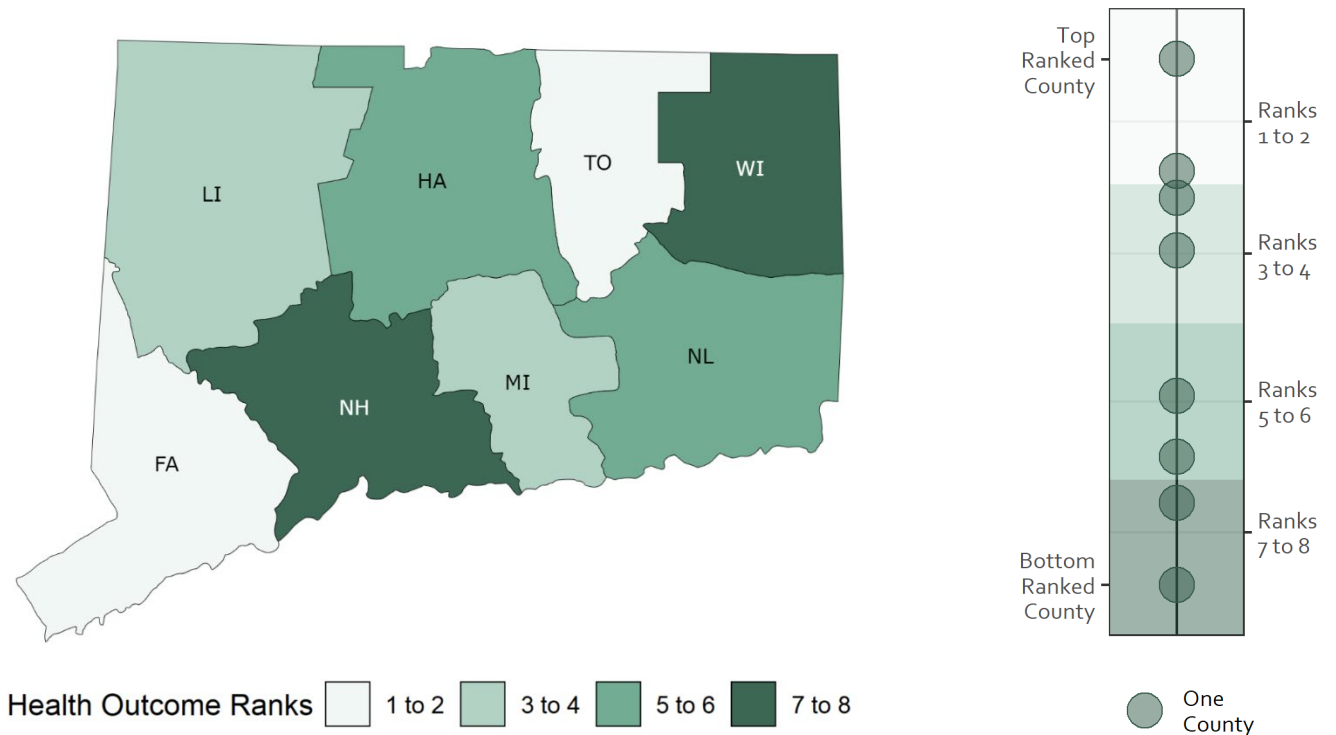 LI
HA
TO
WI
FA
NH
MI
NL
Health Outcome Ranks 1 to 2 3 to 4 5 to 6 7 to 8
Top
Ranked
County
Ranks
1 to 2
Ranks
3 to 4
Ranks
5 to 6
Ranks
7 to 8
Bottom
Ranked
County
One
County